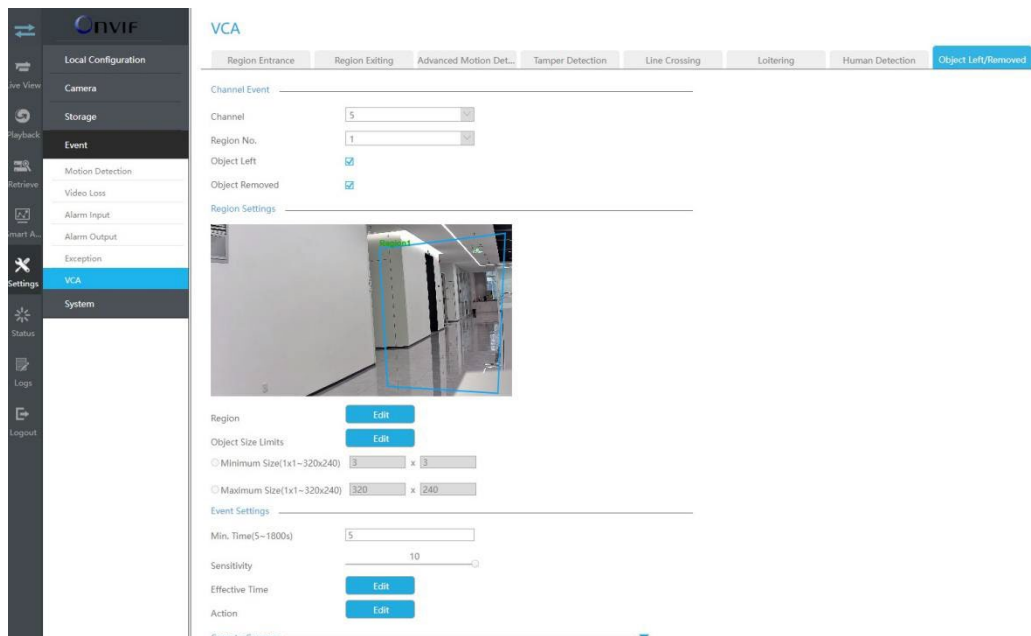 ONVIF
Local Configuration
Live View
Camera
Storage
Playback
Event
Retrieve
Motion Detection
Video Loss
Alarm Input
Smart A...
Alarm Output
Exception
Settings
VCA
System
Status
Logs
Logout
VCA
Region Entrance
Region Exiting
Advanced Motion Det...
Tamper Detection
Line Crossing
Loitering
Human Detection
Object Left/Removed
Channel Event
Channel 5
Region No. 1
Object Left
Object Removed
Region Settings
Region1
Region Edit
Object Size Limits Edit
Minimum Size(1x1~320x240) 3 x 3
Maximum Size(1x1~320x240) 320 x 240
Event Settings
Min. Time(5~1800s) 5
10
Sensitivity
Effective Time Edit
Action Edit